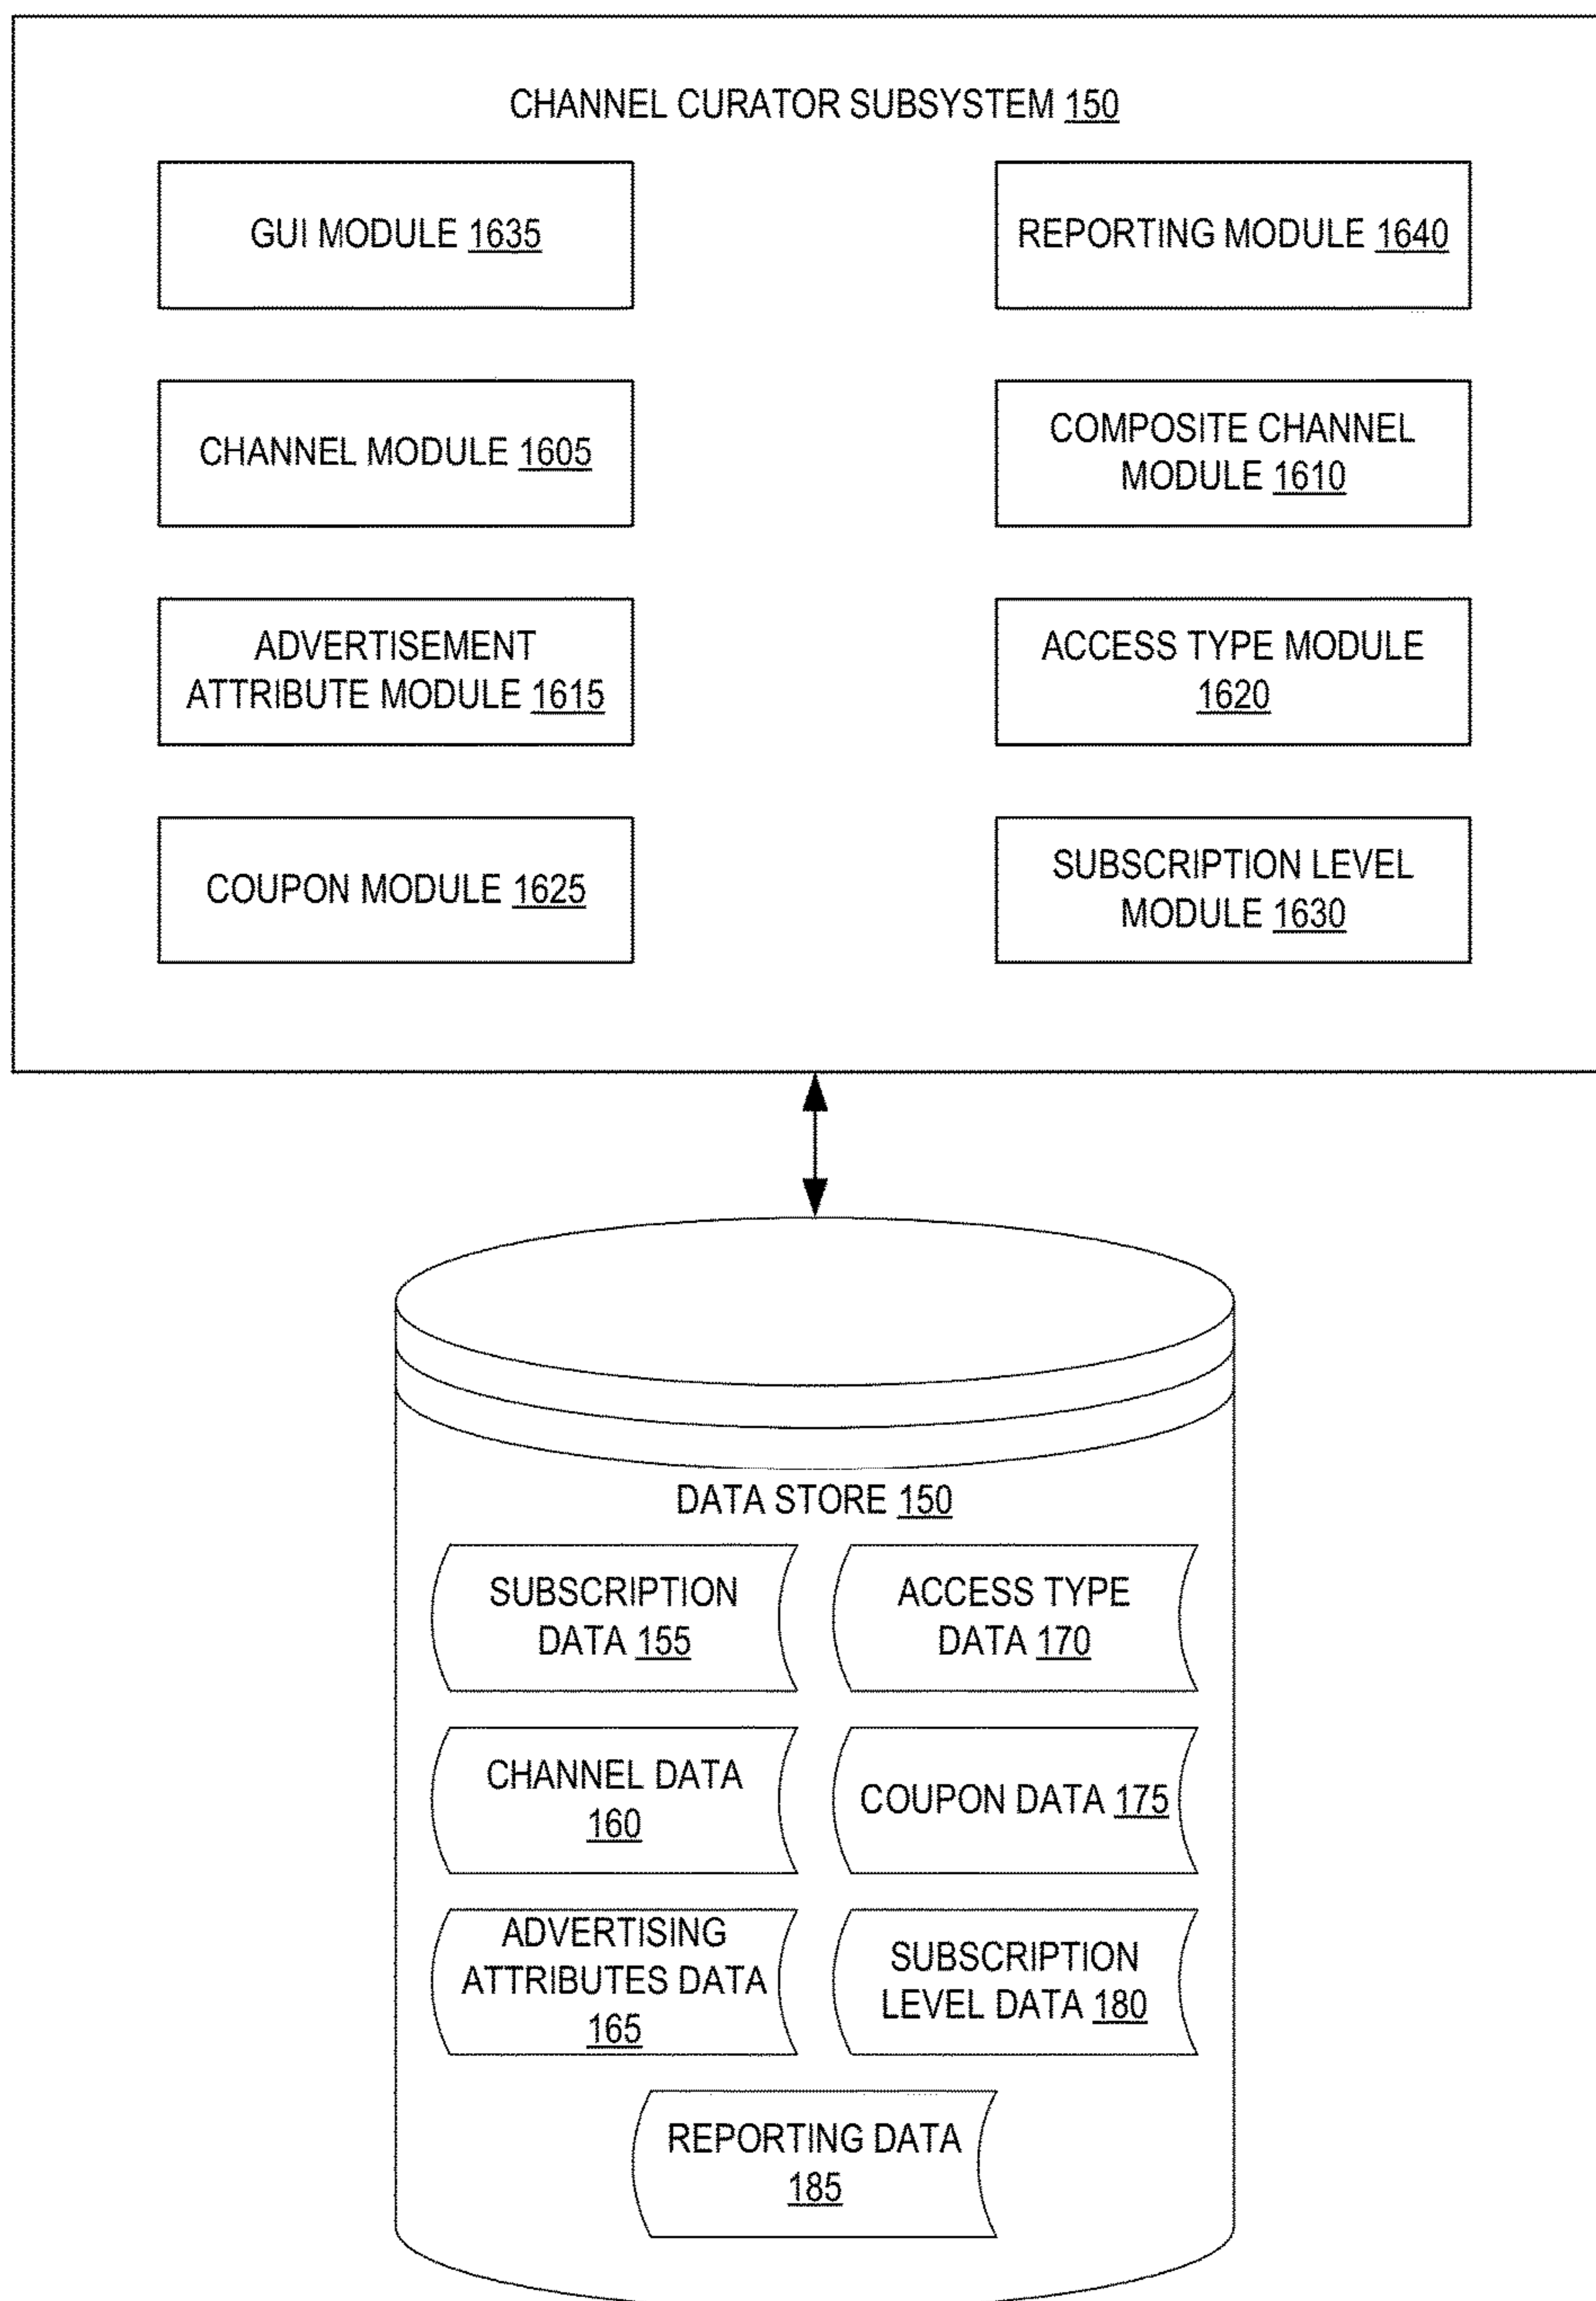 CHANNEL CURATOR SUBSYSTEM 150
GUI MODULE 1635
REPORTING MODULE 1640
CHANNEL MODULE 1605
COMPOSITE CHANNEL
MODULE 1610
ADVERTISEMENT
ATTRIBUTE MODULE 1615
ACCESS TYPE MODULE
1620
COUPON MODULE 1625
SUBSCRIPTION LEVEL
MODULE 1630
DATA STORE 150
SUBSCRIPTION
DATA 155
ACCESS TYPE
DATA 170
CHANNEL DATA
160
COUPON DATA 175
ADVERTISING
ATTRIBUTES DATA
165
SUBSCRIPTION
LEVEL DATA 180
REPORTING DATA
185